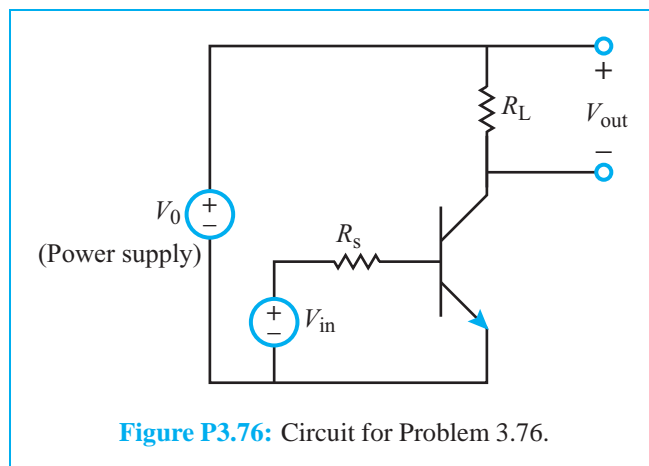 +
R_L
V_out
−
V_0
+
−
(Power supply)
R_s
+
−
V_in
Figure P3.76: Circuit for Problem 3.76.